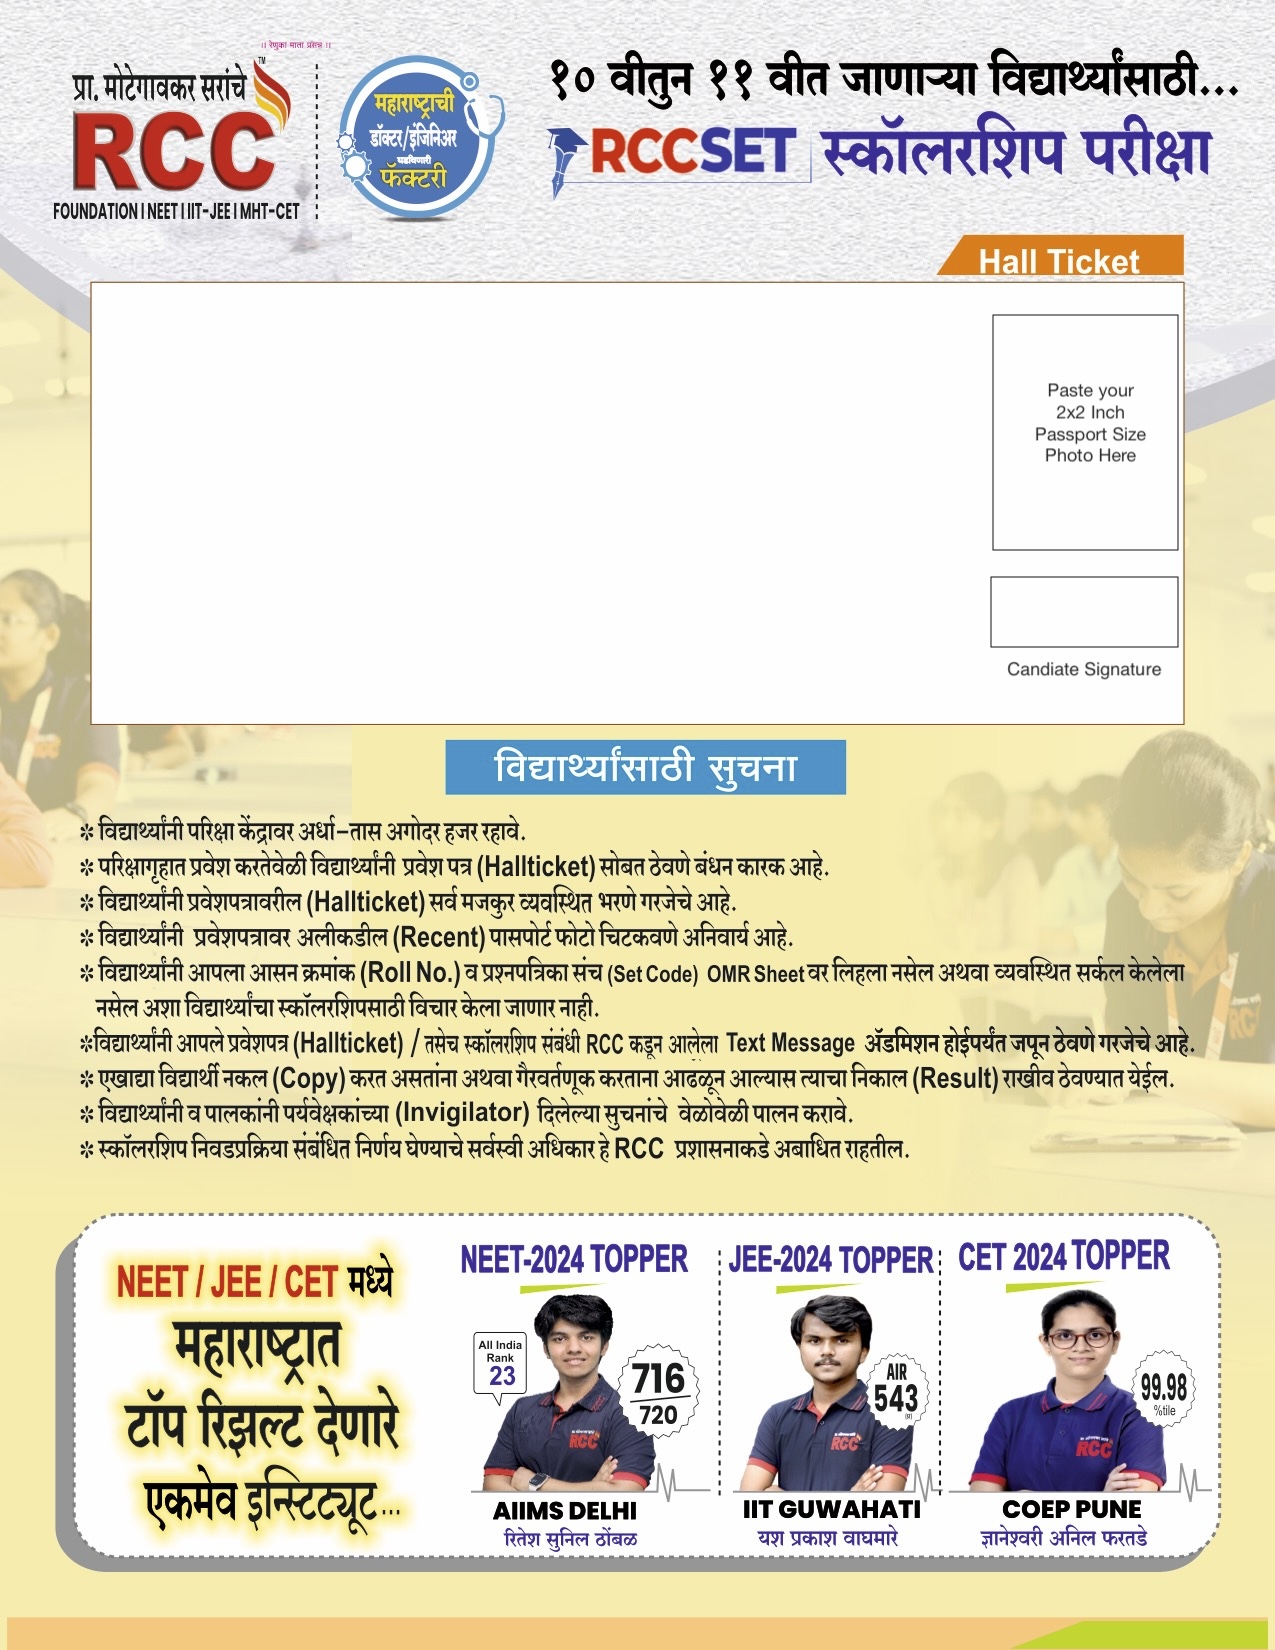 ।। रेणुका माता प्रसन्न ।।
प्रा. मोटेगावकर सरांचे
TM
RCC
FOUNDATION I NEET I IIT-JEE I MHT-CET
महाराष्ट्राची
डॉक्टर/इंजिनिअर
घडविणारी
फॅक्टरी
१० वीतुन ११ वीत जाणाऱ्या विद्यार्थ्यांसाठी...
RCCSET स्कॉलरशिप परीक्षा
Hall Ticket
Paste your
2x2 Inch
Passport Size
Photo Here
Candiate Signature
विद्यार्थ्यांसाठी सुचना
* विद्यार्थ्यांनी परिक्षा केंद्रावर अर्धा-तास अगोदर हजर रहावे.
* परिक्षागृहात प्रवेश करतेवेळी विद्यार्थ्यांनी प्रवेश पत्र (Hallticket) सोबत ठेवणे बंधन कारक आहे.
* विद्यार्थ्यांनी प्रवेशपत्रावरील (Hallticket) सर्व मजकुर व्यवस्थित भरणे गरजेचे आहे.
* विद्यार्थ्यांनी प्रवेशपत्रावर अलीकडील (Recent) पासपोर्ट फोटो चिटकवणे अनिवार्य आहे.
* विद्यार्थ्यांनी आपला आसन क्रमांक (Roll No.) व प्रश्नपत्रिका संच (Set Code) OMR Sheet वर लिहला नसेल अथवा व्यवस्थित सर्कल केलेला
नसेल अशा विद्यार्थ्यांचा स्कॉलरशिपसाठी विचार केला जाणार नाही.
*विद्यार्थ्यांनी आपले प्रवेशपत्र (Hallticket) / तसेच स्कॉलरशिप संबंधी RCC कडून आलेला Text Message ॲडमिशन होईपर्यंत जपून ठेवणे गरजेचे आहे.
* एखाद्या विद्यार्थी नकल (Copy) करत असतांना अथवा गैरवर्तणूक करताना आढळून आल्यास त्याचा निकाल (Result) राखीव ठेवण्यात येईल.
* विद्यार्थ्यांनी व पालकांनी पर्यवेक्षकांच्या (Invigilator) दिलेल्या सुचनांचे वेळोवेळी पालन करावे.
* स्कॉलरशिप निवडप्रक्रिया संबंधित निर्णय घेण्याचे सर्वस्वी अधिकार हे RCC प्रशासनाकडे अबाधित राहतील.
NEET / JEE / CET मध्ये
महाराष्ट्रात
टॉप रिझल्ट देणारे
एकमेव इन्स्टिट्यूट...
NEET-2024 TOPPER
All India
Rank
23
716
720
RCC
AIIMS DELHI
रितेश सुनिल ठोंबळ
JEE-2024 TOPPER
AIR
543
RCC
IIT GUWAHATI
यश प्रकाश वाघमारे
CET 2024 TOPPER
99.98
%tile
RCC
COEP PUNE
ज्ञानेश्वरी अनिल फरतडे